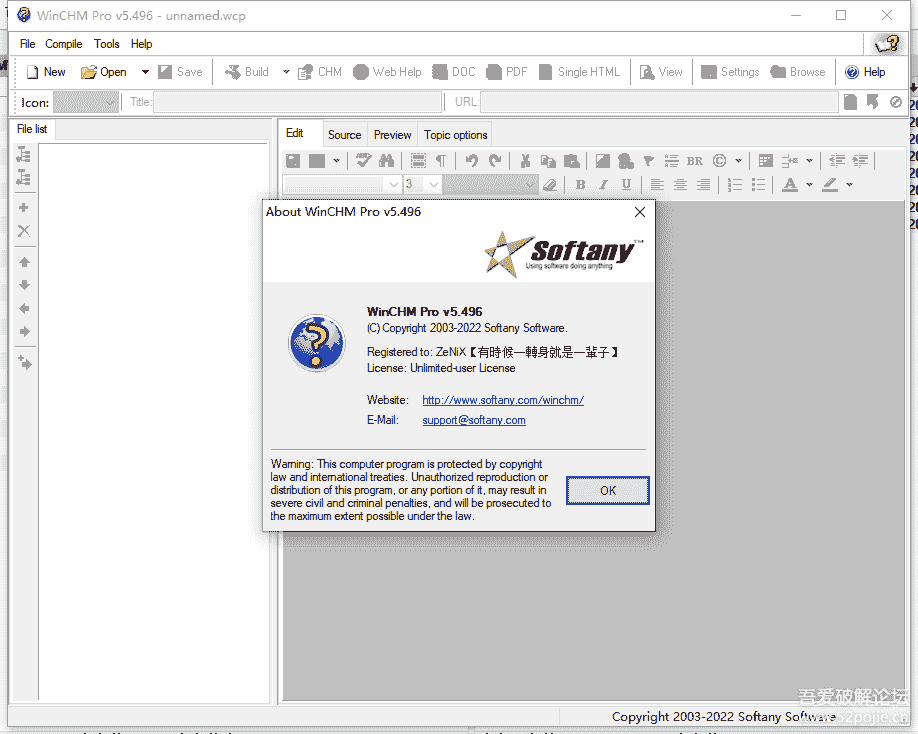 WinCHM Pro v5.496 - unnamed.wcp
File Compile Tools Help
New Open Save Build CHM Web Help DOC PDF Single HTML View Settings Browse Help
Icon: Title: URL:
File list
Edit Source Preview Topic options
BR
3 B I U A
About WinCHM Pro v5.496
Softany™
Using software doing anything
WinCHM Pro v5.496
(C) Copyright 2003-2022 Softany Software.
Registered to: ZeNiX【有時候一轉身就是一輩子】
License: Unlimited-user License
Website: http://www.softany.com/winchm/
E-Mail: support@softany.com
Warning: This computer program is protected by copyright
law and international treaties. Unauthorized reproduction or
distribution of this program, or any portion of it, may result in
severe civil and criminal penalties, and will be prosecuted to
the maximum extent possible under the law.
OK
吾爱破解论坛
Copyright 2003-2022 Softany Software
www.52pojie.cn